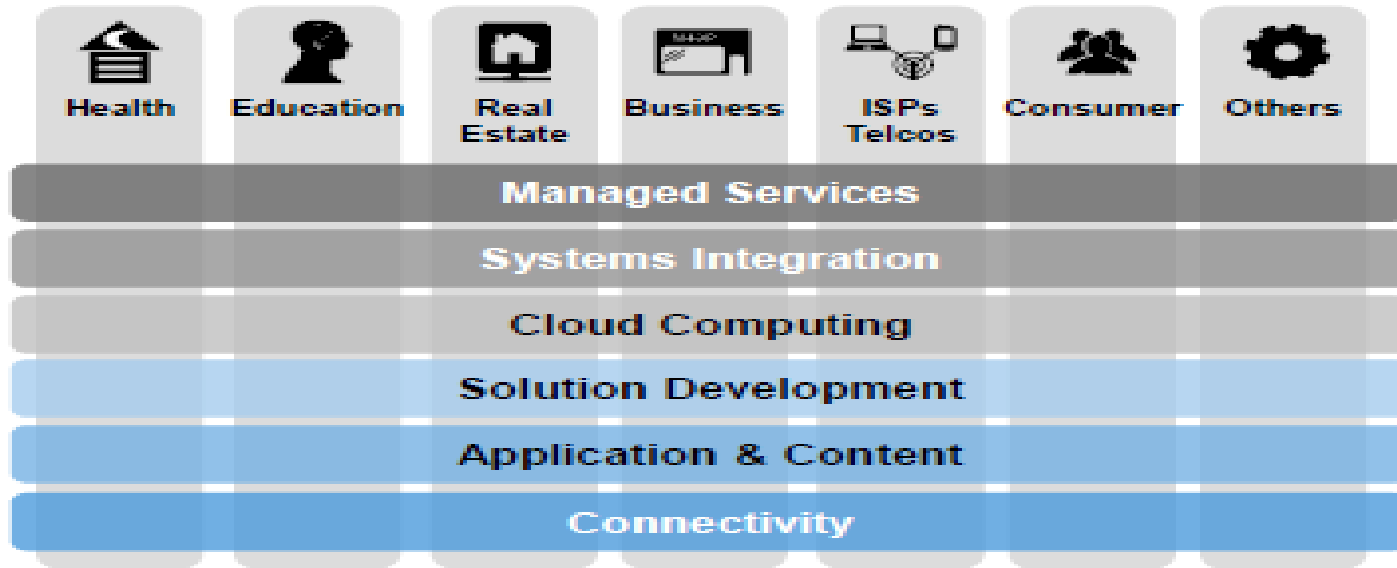 SHOP
Health
Education
Real
Estate
Business
ISPs
Telcos
Consumer
Others
Managed Services
Systems Integration
Cloud Computing
Solution Development
Application & Content
Connectivity